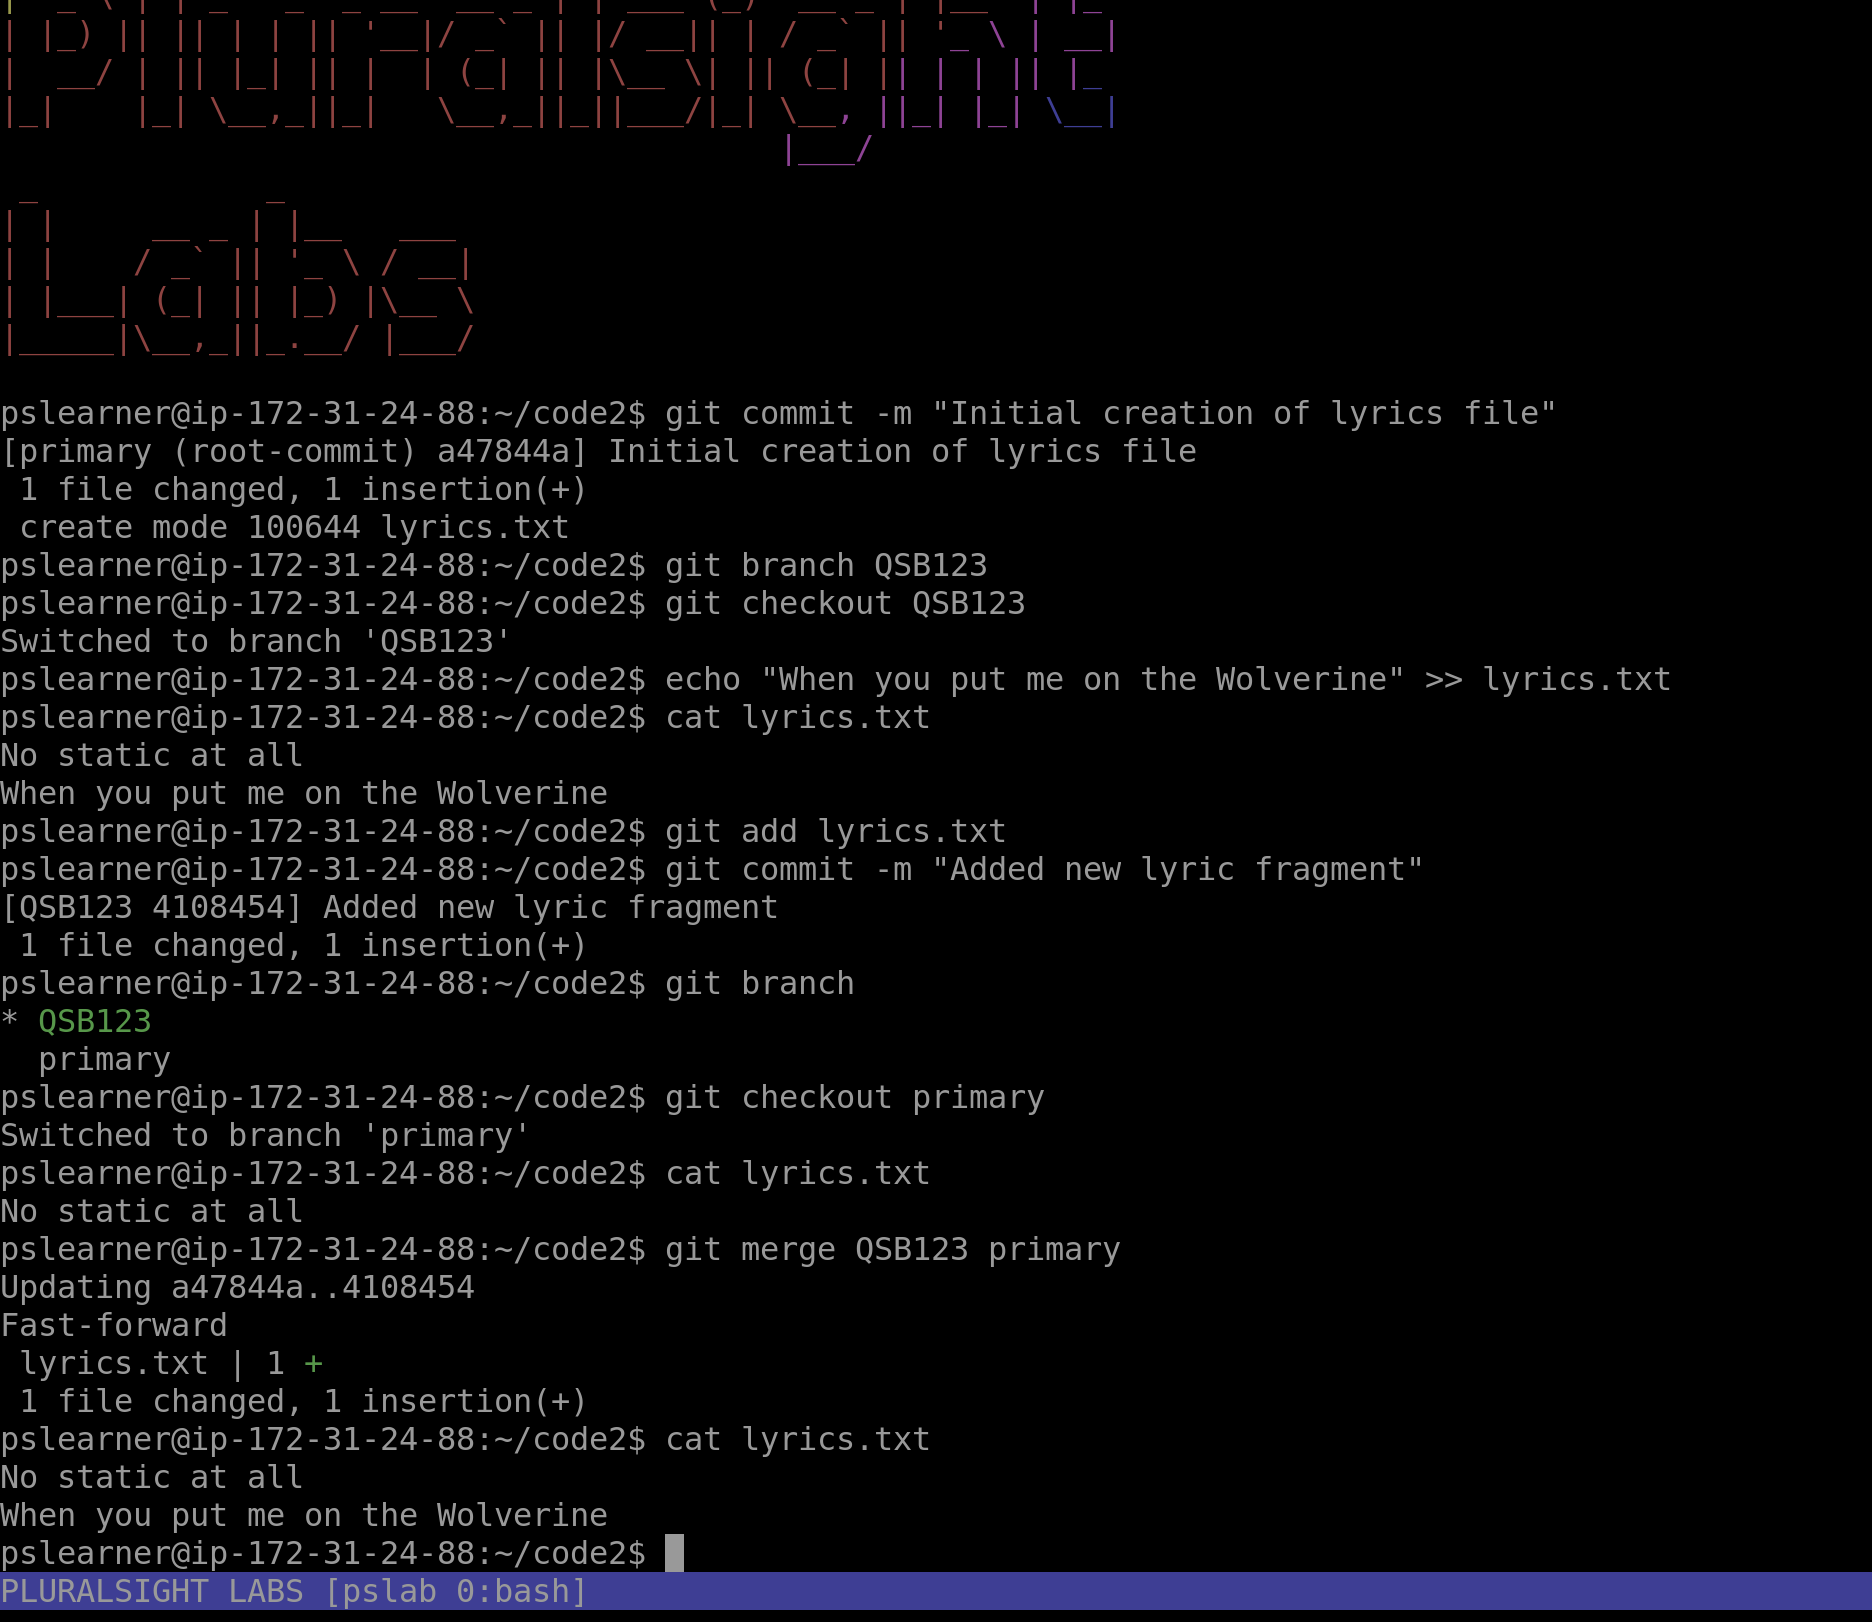 Pluralsight
Labs
pslearner@ip-172-31-24-88:~/code2$ git commit -m "Initial creation of lyrics file"
[primary (root-commit) a47844a] Initial creation of lyrics file
 1 file changed, 1 insertion(+)
 create mode 100644 lyrics.txt
pslearner@ip-172-31-24-88:~/code2$ git branch QSB123
pslearner@ip-172-31-24-88:~/code2$ git checkout QSB123
Switched to branch 'QSB123'
pslearner@ip-172-31-24-88:~/code2$ echo "When you put me on the Wolverine" >> lyrics.txt
pslearner@ip-172-31-24-88:~/code2$ cat lyrics.txt
No static at all
When you put me on the Wolverine
pslearner@ip-172-31-24-88:~/code2$ git add lyrics.txt
pslearner@ip-172-31-24-88:~/code2$ git commit -m "Added new lyric fragment"
[QSB123 4108454] Added new lyric fragment
 1 file changed, 1 insertion(+)
pslearner@ip-172-31-24-88:~/code2$ git branch
* QSB123
  primary
pslearner@ip-172-31-24-88:~/code2$ git checkout primary
Switched to branch 'primary'
pslearner@ip-172-31-24-88:~/code2$ cat lyrics.txt
No static at all
pslearner@ip-172-31-24-88:~/code2$ git merge QSB123 primary
Updating a47844a..4108454
Fast-forward
 lyrics.txt | 1 +
 1 file changed, 1 insertion(+)
pslearner@ip-172-31-24-88:~/code2$ cat lyrics.txt
No static at all
When you put me on the Wolverine
pslearner@ip-172-31-24-88:~/code2$
PLURALSIGHT LABS [pslab 0:bash]